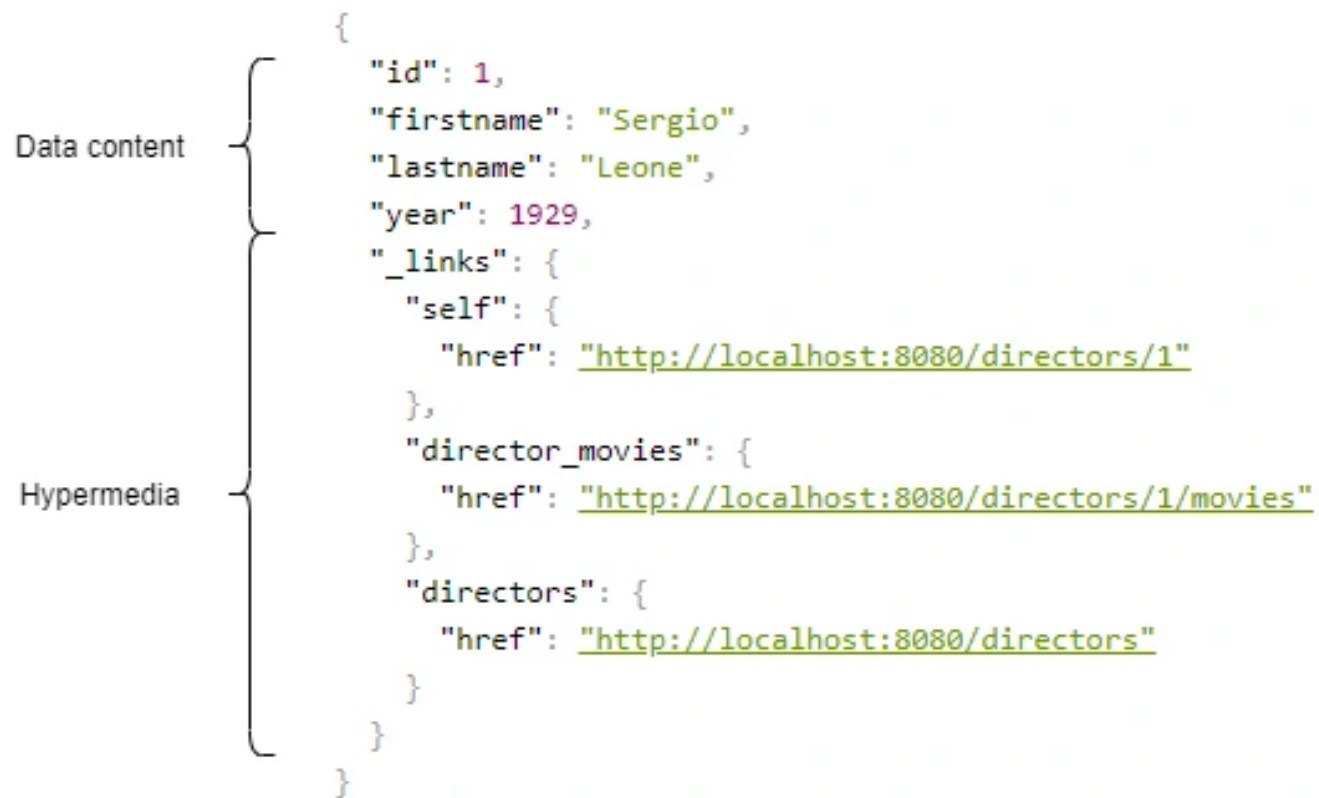 {
"id": 1,
"firstname": "Sergio",
Data content
"lastname": "Leone",
"year": 1929,
"_links": {
"self": {
"href": "http://localhost:8080/directors/1"
},
"director_movies": {
Hypermedia
"href": "http://localhost:8080/directors/1/movies"
},
"directors": {
"href": "http://localhost:8080/directors"
}
}
}